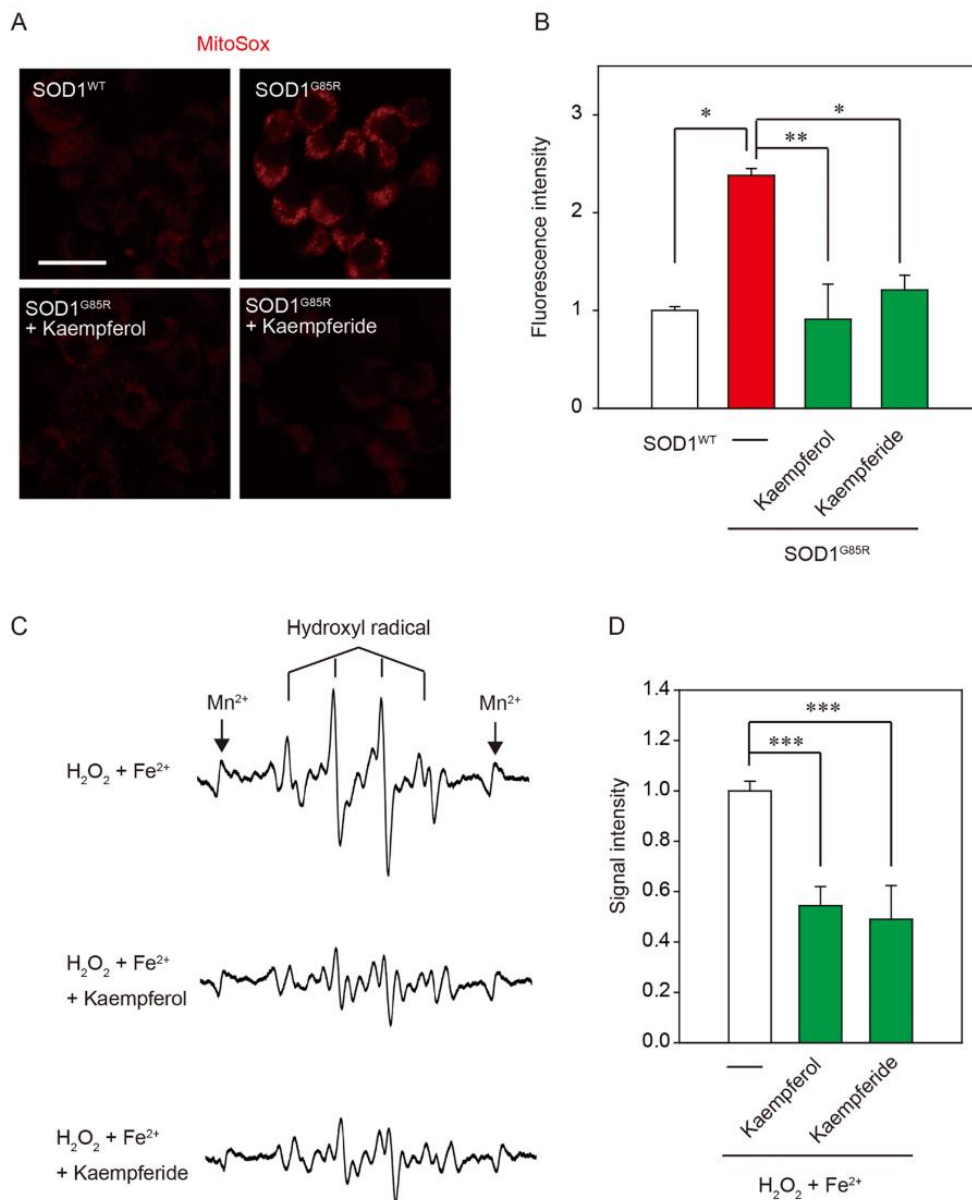 A
MitoSox
SOD1ᵂᵀ
SOD1ᴳ⁸⁵ᴿ
SOD1ᴳ⁸⁵ᴿ
+ Kaempferol
SOD1ᴳ⁸⁵ᴿ
+ Kaempferide
B
Fluorescence intensity
3
2
1
0
*
**
*
SOD1ᵂᵀ
—
Kaempferol
Kaempferide
SOD1ᴳ⁸⁵ᴿ
C
Hydroxyl radical
Mn²⁺
Mn²⁺
H₂O₂ + Fe²⁺
H₂O₂ + Fe²⁺
+ Kaempferol
H₂O₂ + Fe²⁺
+ Kaempferide
D
Signal intensity
1.4
1.2
1.0
0.8
0.6
0.4
0.2
0.0
***
***
—
Kaempferol
Kaempferide
H₂O₂ + Fe²⁺